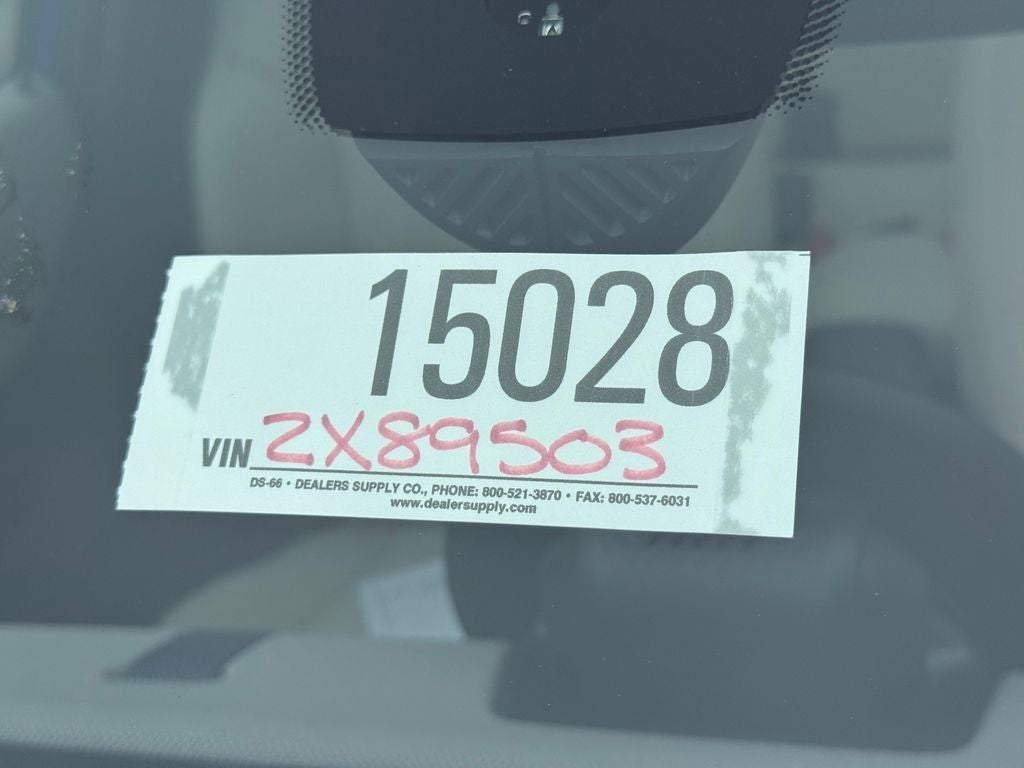 15028
VIN 2X89503
DS-66 • DEALERS SUPPLY CO., PHONE: 800-521-3870 • FAX: 800-537-6031
www.dealersupply.com